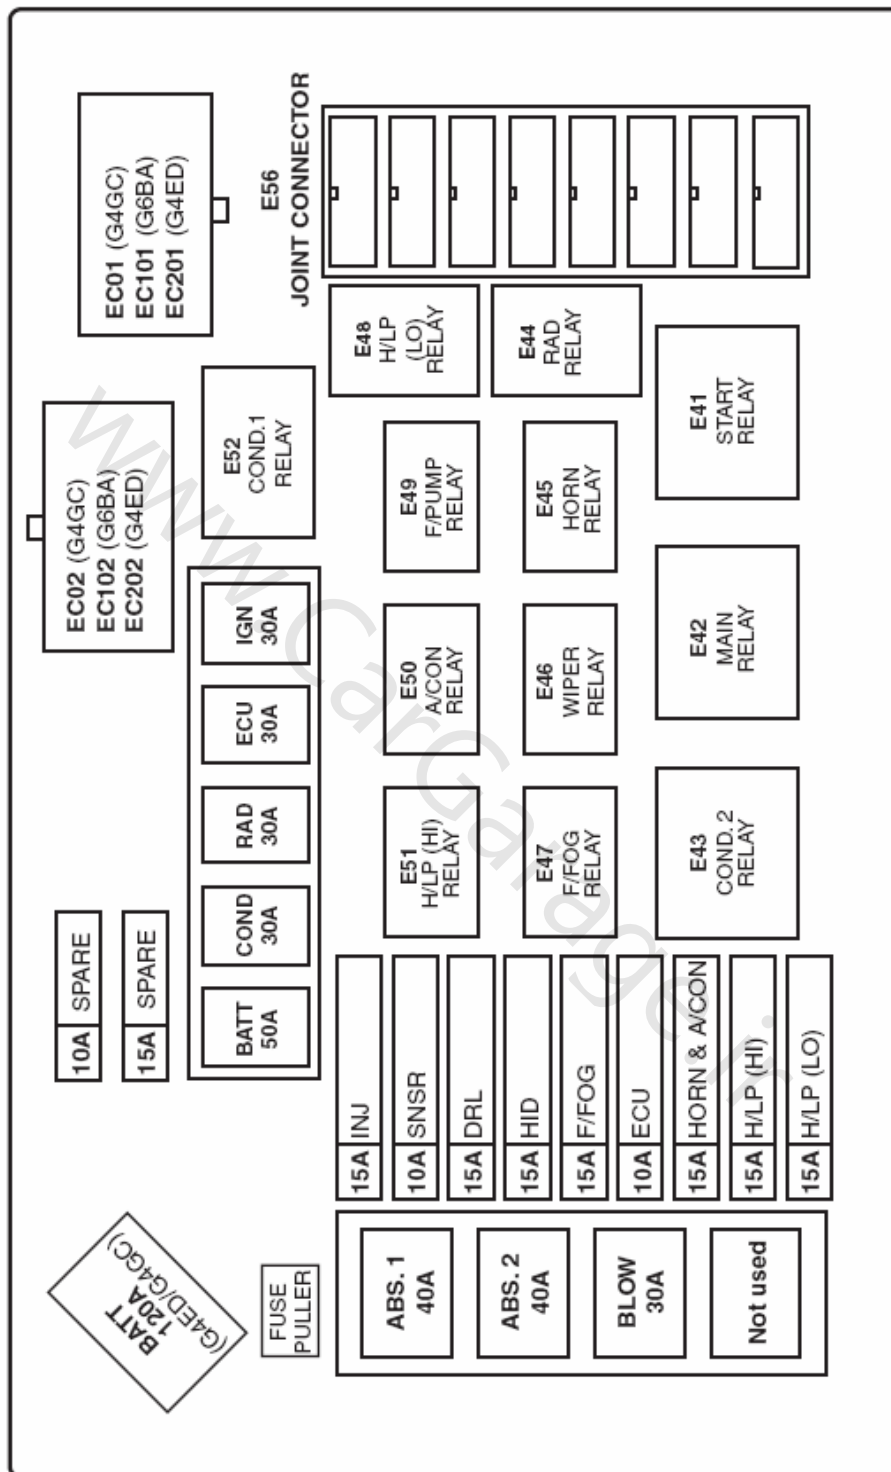 BATT
120A
(G4ED/G4GC)
10A SPARE
15A SPARE
EC02 (G4GC)
EC102 (G6BA)
EC202 (G4ED)
EC01 (G4GC)
EC101 (G6BA)
EC201 (G4ED)
FUSE
PULLER
BATT
50A
COND
30A
RAD
30A
ECU
30A
IGN
30A
E52
COND.1
RELAY
E56
JOINT CONNECTOR
ABS. 1
40A
ABS. 2
40A
BLOW
30A
Not used
15A INJ
10A SNSR
15A DRL
15A HID
15A F/FOG
10A ECU
15A HORN & A/CON
15A H/LP (HI)
15A H/LP (LO)
E51
H/LP (HI)
RELAY
E50
A/CON
RELAY
E49
F/PUMP
RELAY
E48
H/LP
(LO)
RELAY
E47
F/FOG
RELAY
E46
WIPER
RELAY
E45
HORN
RELAY
E44
RAD
RELAY
E43
COND.2
RELAY
E42
MAIN
RELAY
E41
START
RELAY
www.CarGarage.ir